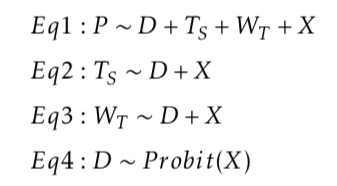 Eq1 : P ~ D + T_S + W_T + X
Eq2 : T_S ~ D + X
Eq3 : W_T ~ D + X
Eq4 : D ~ Probit(X)